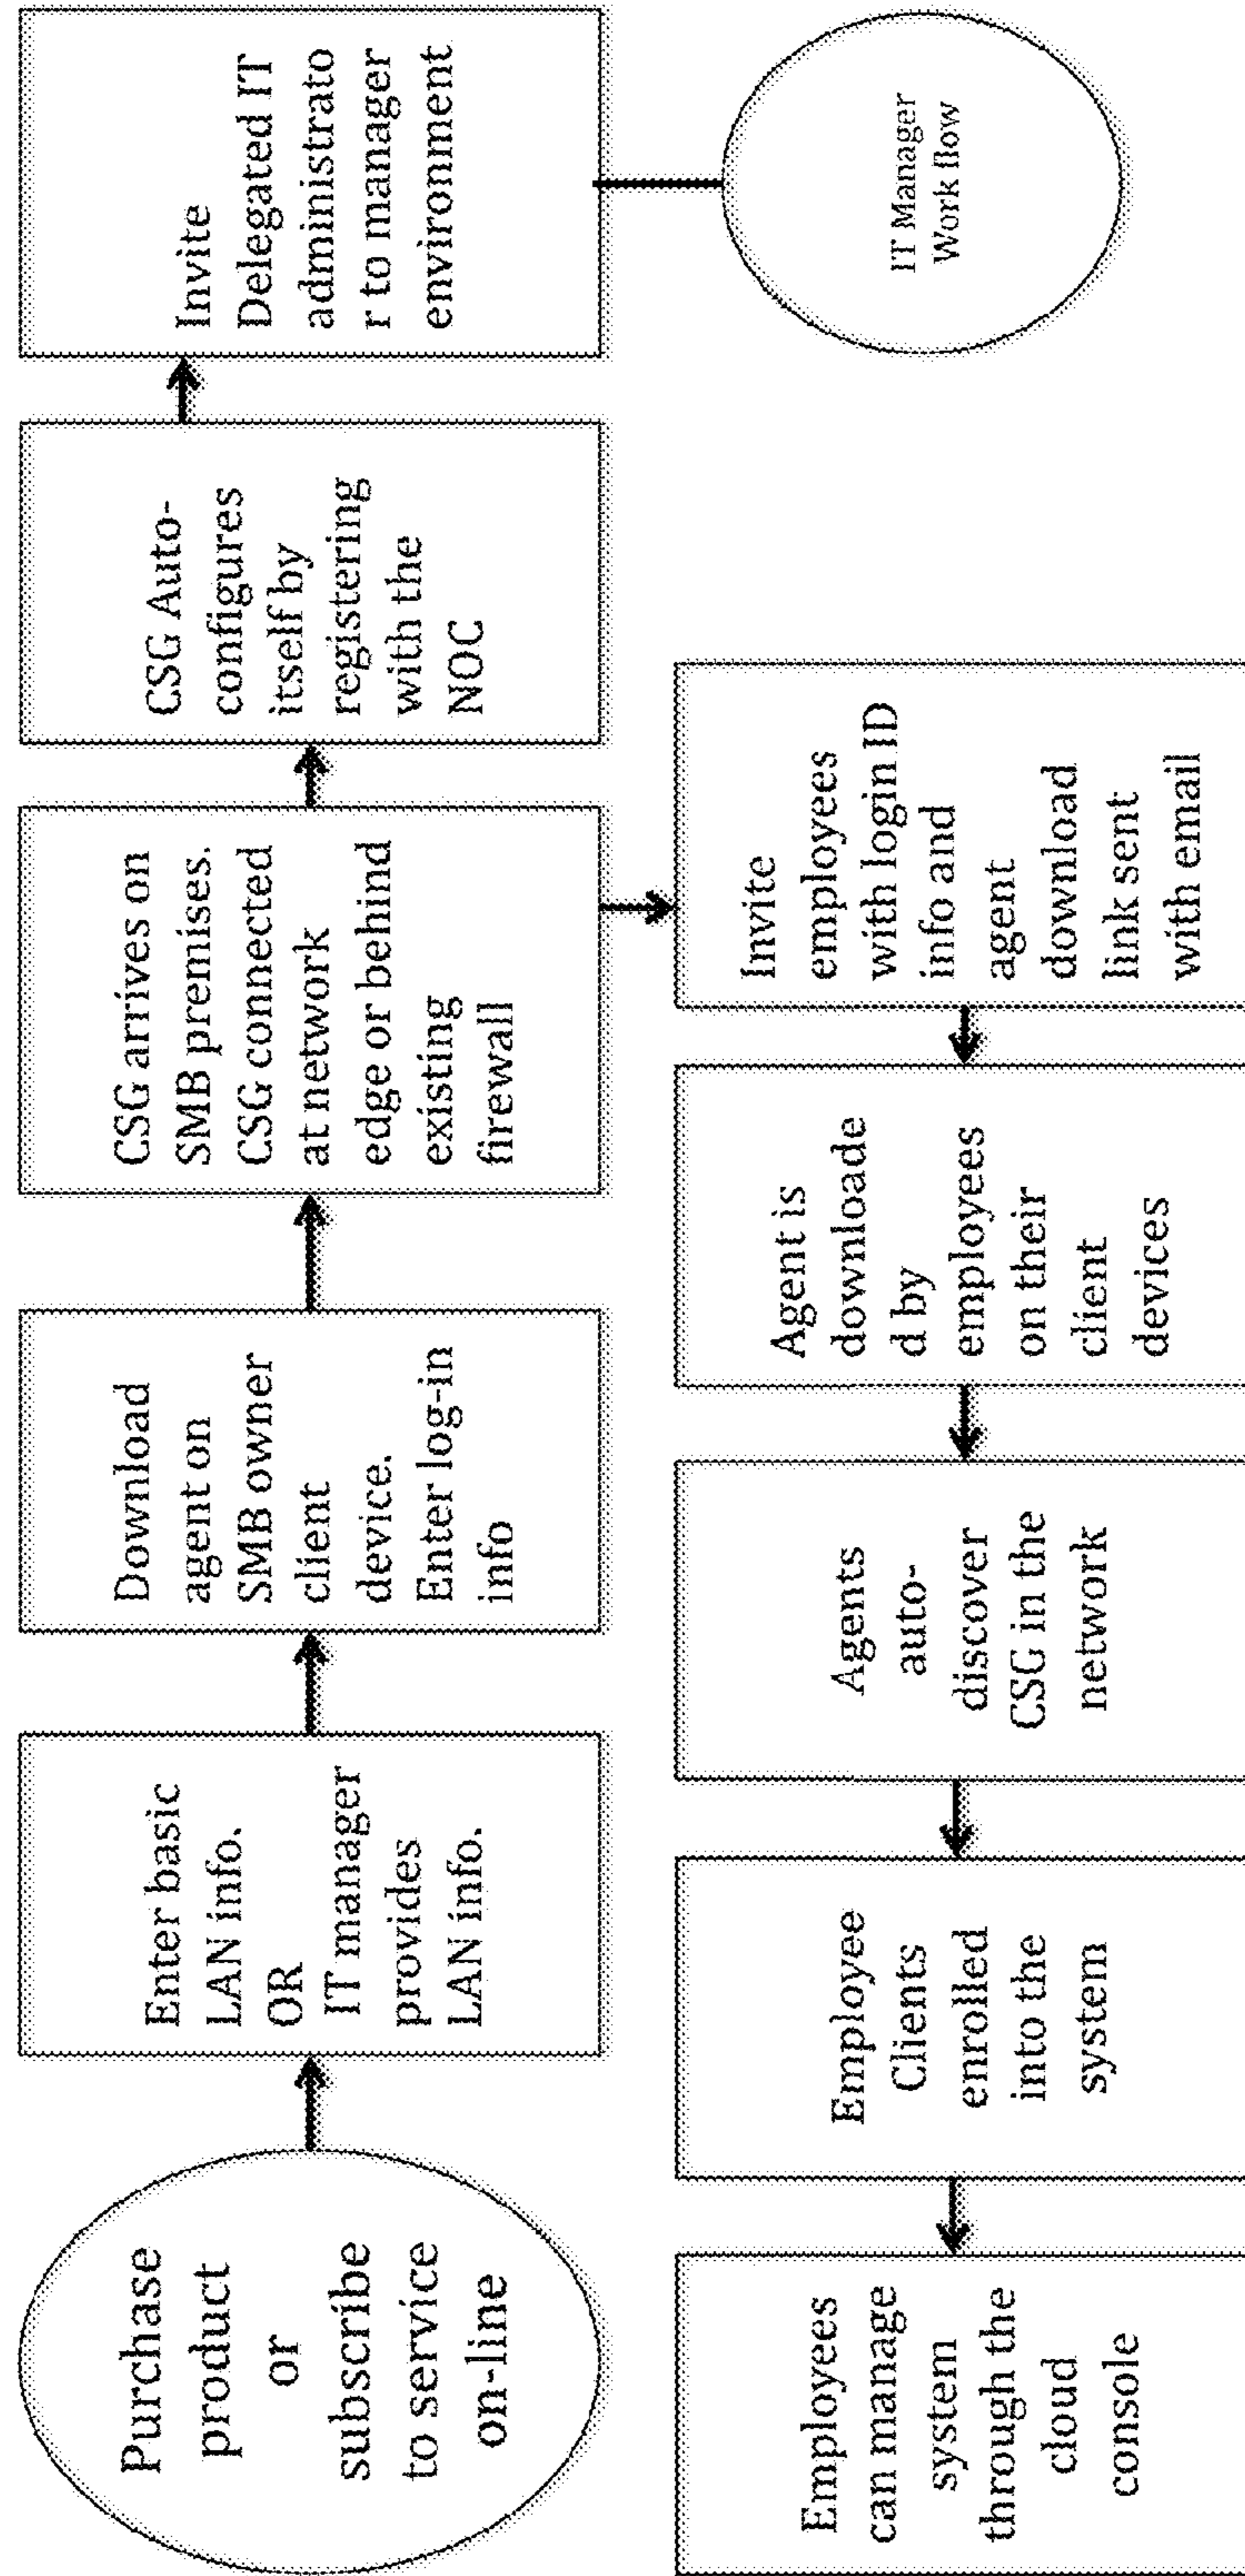 Purchase
product
or
subscribe
to service
on-line
Enter basic
LAN info.
OR
IT manager
provides
LAN info.
Download
agent on
SMB owner
client
device.
Enter log-in
info
CSG arrives on
SMB premises.
CSG connected
at network
edge or behind
existing
firewall
CSG Auto-
configures
itself by
registering
with the
NOC
Invite
Delegated IT
administrato
r to manager
environment
IT Manager
Work flow
Invite
employees
with login ID
info and
agent
download
link sent
with email
Agent is
downloade
d by
employees
on their
client
devices
Agents
auto-
discover
CSG in the
network
Employee
Clients
enrolled
into the
system
Employees
can manage
system
through the
cloud
console